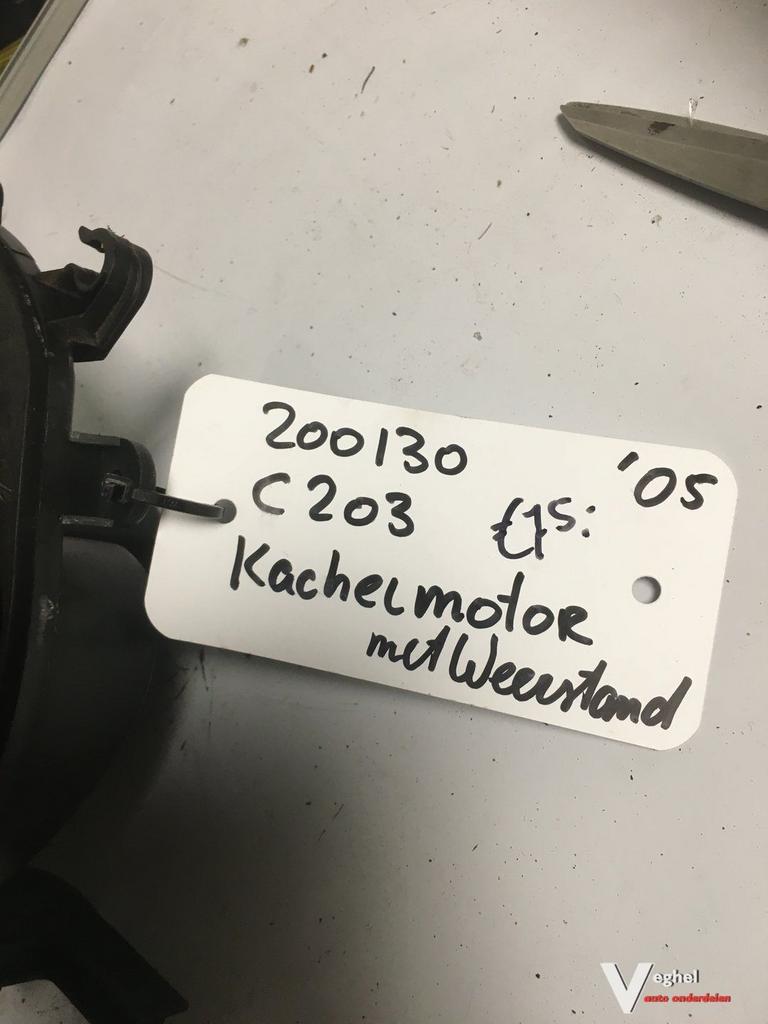 200130 '05
C203 €15:
Kachelmotor
met Weerstand
Veghel
auto onderdelen